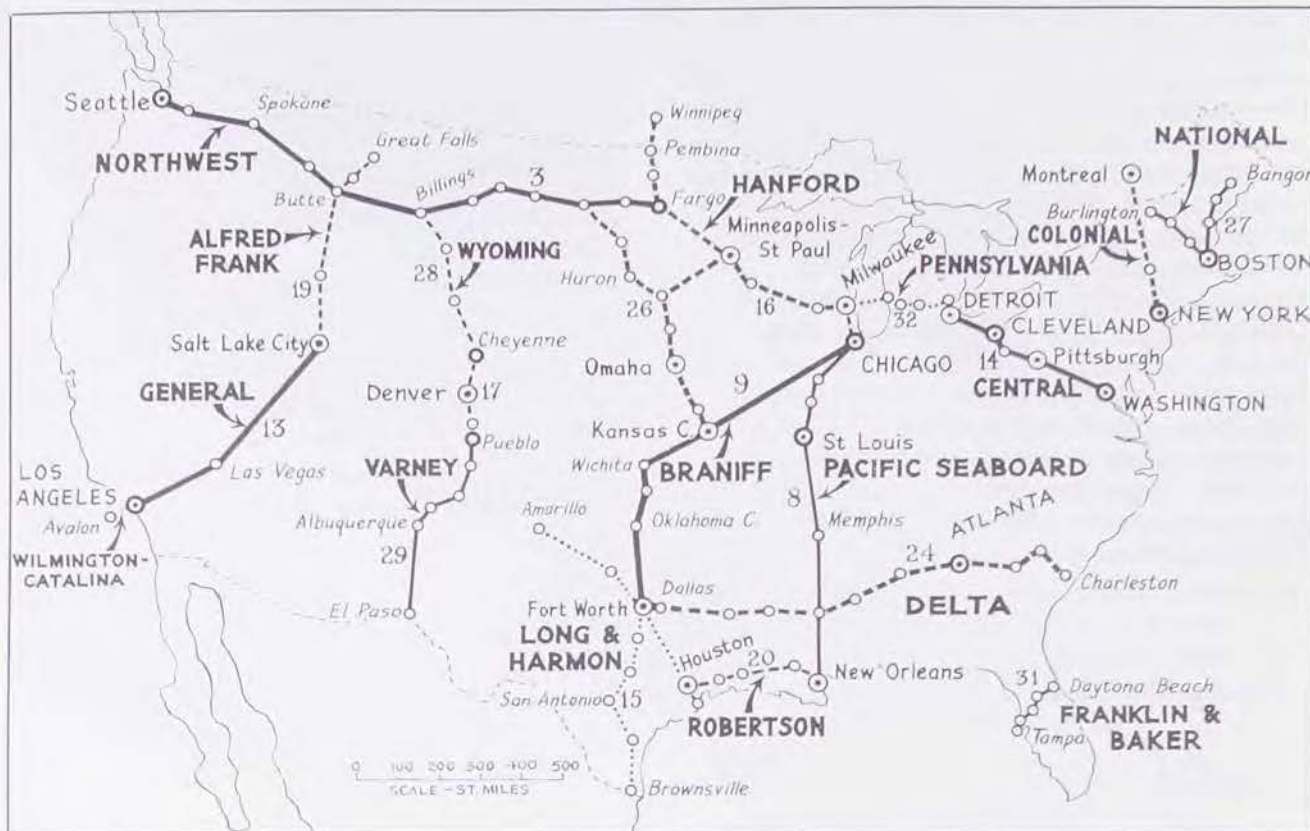 Seattle
Spokane
NORTHWEST
Great Falls
Butte
Billings
3
Winnipeg
Pembina
Fargo
HANFORD
Minneapolis-
St Paul
Montreal
NATIONAL
Bangor
Burlington
COLONIAL
27
BOSTON
ALFRED
FRANK
19
WYOMING
28
Huron
26
16
Milwaukee
PENNSYLVANIA
32
DETROIT
CLEVELAND
14
Pittsburgh
NEW YORK
CENTRAL
WASHINGTON
Salt Lake City
GENERAL
13
Cheyenne
Denver
17
Pueblo
Omaha
9
CHICAGO
Kansas C.
BRANIFF
St Louis
PACIFIC SEABOARD
8
Las Vegas
LOS
ANGELES
Avalon
WILMINGTON-
CATALINA
VARNEY
Albuquerque
29
El Paso
Wichita
Amarillo
Oklahoma C.
Memphis
24
ATLANTA
Charleston
DELTA
Dallas
Fort Worth
LONG &
HARMON
Houston
20
New Orleans
San Antonio
15
ROBERTSON
31
Daytona Beach
FRANKLIN &
BAKER
Tampa
0 100 200 300 400 500
SCALE - ST. MILES
Brownsville